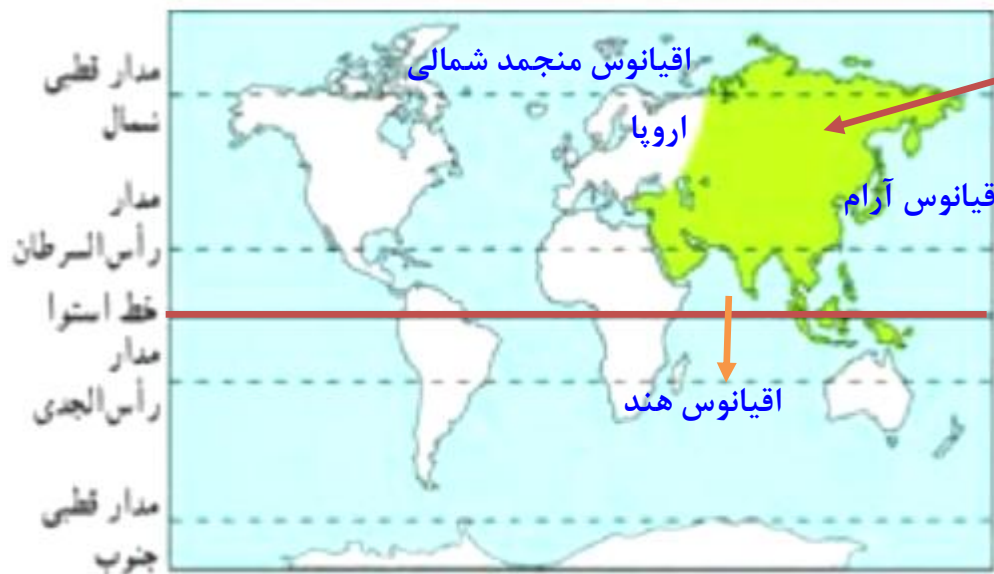 مدار قطبی
شمال
مدار
رأس‌السرطان
خط استوا
مدار
رأس‌الجدی
مدار قطبی
جنوب
اقیانوس منجمد شمالی
اروپا
قیانوس آرام
اقیانوس هند